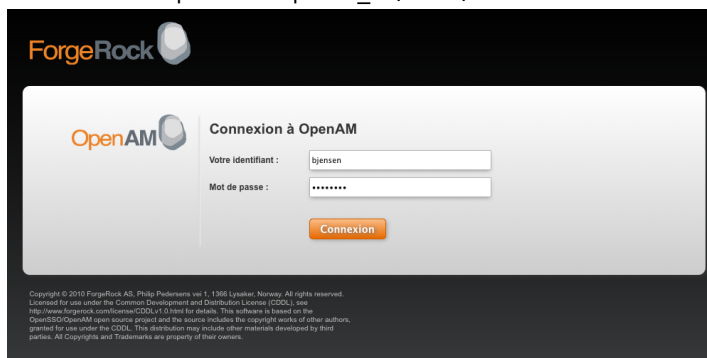 ForgeRock
OpenAM
Connexion à OpenAM
Votre identifiant :
bjensen
Mot de passe :
••••••••
Connexion
Copyright © 2010 ForgeRock AS, Philip Pedersens vei 1, 1366 Lysaker, Norway. All rights reserved.
Licensed for use under the Common Development and Distribution License (CDDL), see
http://www.forgerock.com/license/CDDLv1.0.html for details. This software is based on the
OpenSSO/OpenAM open source project and the source includes the copyright works of other authors,
granted for use under the CDDL. This distribution may include other materials developed by third
parties. All Copyrights and Trademarks are property of their owners.